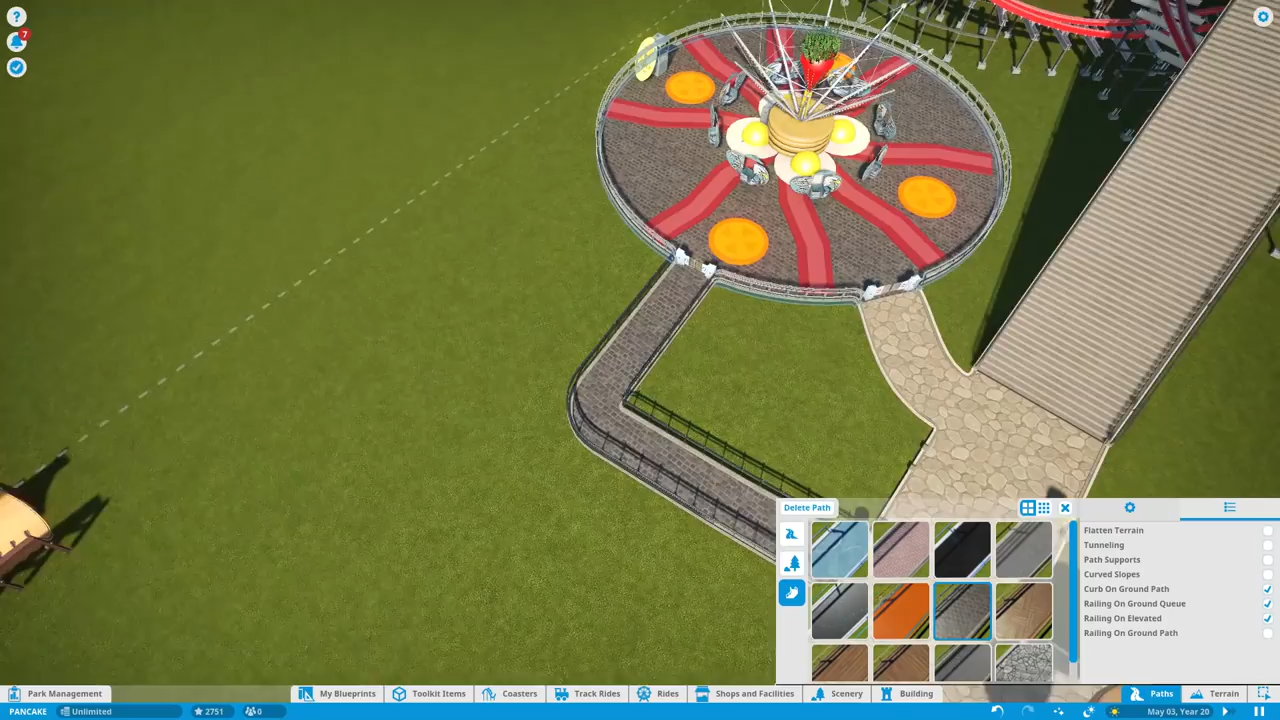 ?
7
Delete Path
Flatten Terrain
Tunneling
Path Supports
Curved Slopes
Curb On Ground Path
Railing On Ground Queue
Railing On Elevated
Railing On Ground Path
Park Management
My Blueprints
Toolkit Items
Coasters
Track Rides
Rides
Shops and Facilities
Scenery
Building
Paths
Terrain
PANCAKE
Unlimited
2751
0
May 03, Year 20